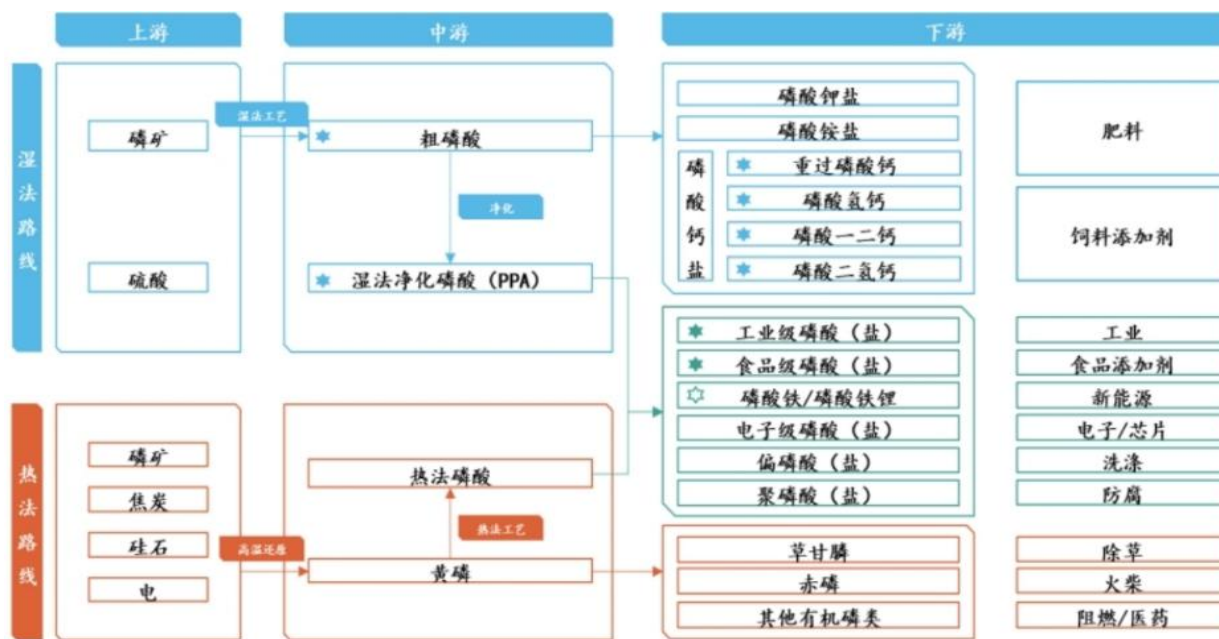 上游
中游
下游
湿法路线
磷矿
硫酸
湿法工艺
粗磷酸
净化
湿法净化磷酸（PPA）
磷酸钾盐
磷酸铵盐
磷酸钙盐
重过磷酸钙
磷酸氢钙
磷酸一二钙
磷酸二氢钙
肥料
饲料添加剂
工业级磷酸（盐）
食品级磷酸（盐）
磷酸铁/磷酸铁锂
电子级磷酸（盐）
偏磷酸（盐）
聚磷酸（盐）
工业
食品添加剂
新能源
电子/芯片
洗涤
防腐
热法路线
磷矿
焦炭
硅石
电
高温还原
热法磷酸
热法工艺
黄磷
草甘膦
赤磷
其他有机磷类
除草
火柴
阻燃/医药